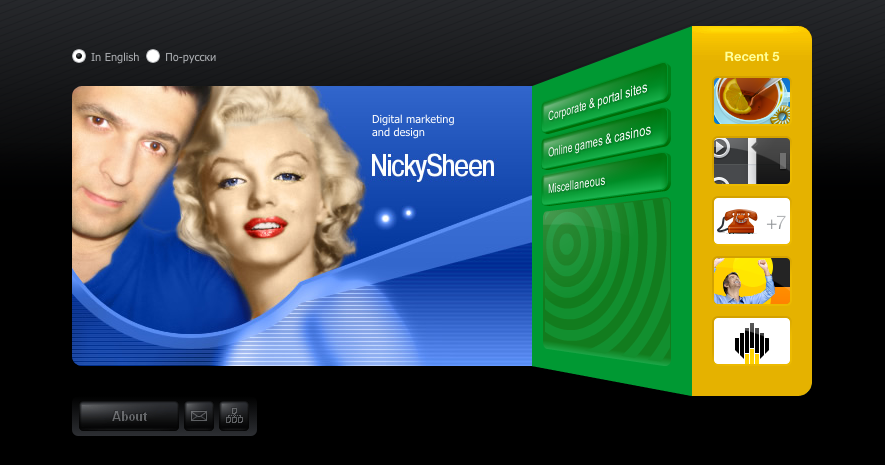 In English
По-русски
Recent 5
Digital marketing
and design
NickySheen
Corporate & portal sites
Online games & casinos
Miscellaneous
+7
About